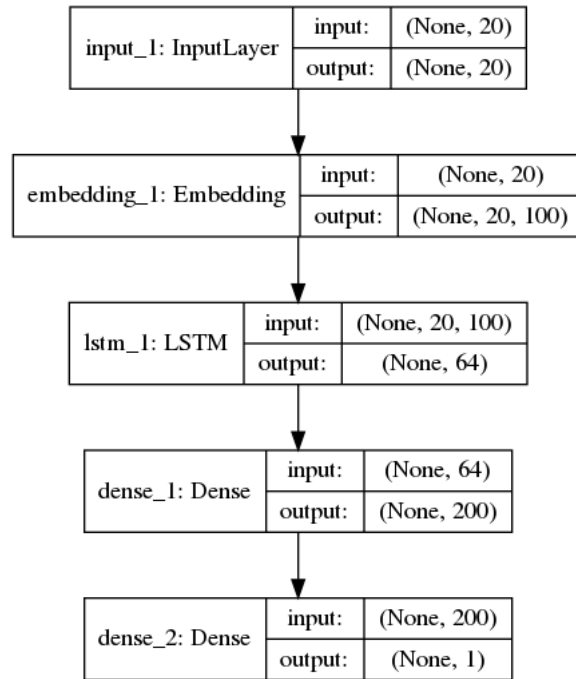 input_1: InputLayer
input: (None, 20)
output: (None, 20)
embedding_1: Embedding
input: (None, 20)
output: (None, 20, 100)
lstm_1: LSTM
input: (None, 20, 100)
output: (None, 64)
dense_1: Dense
input: (None, 64)
output: (None, 200)
dense_2: Dense
input: (None, 200)
output: (None, 1)